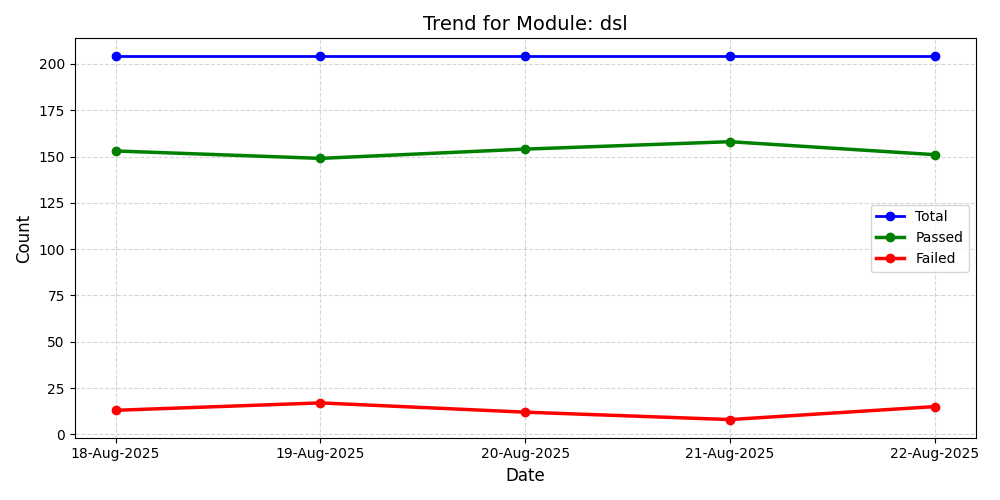 Trend for Module: dsl
200
175
150
125
100
75
50
25
0
Count
Total
Passed
Failed
18-Aug-2025
19-Aug-2025
20-Aug-2025
21-Aug-2025
22-Aug-2025
Date